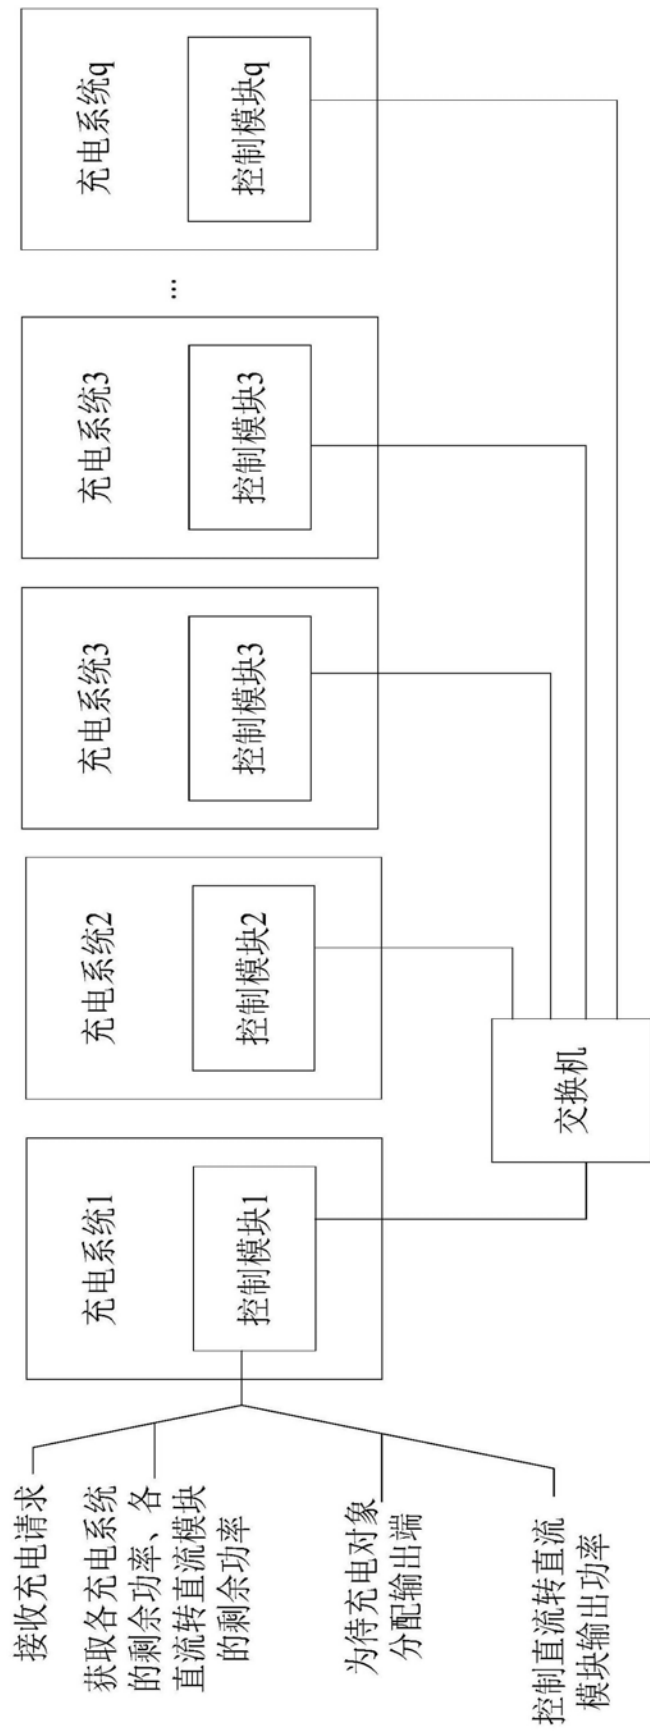 充电系统1
控制模块1
充电系统2
控制模块2
充电系统3
控制模块3
充电系统3
控制模块3
...
充电系统q
控制模块q
交换机
接收充电请求
获取各充电系统
的剩余功率、各
直流转直流模块
的剩余功率
为待充电对象
分配输出端
控制直流转直流
模块输出功率